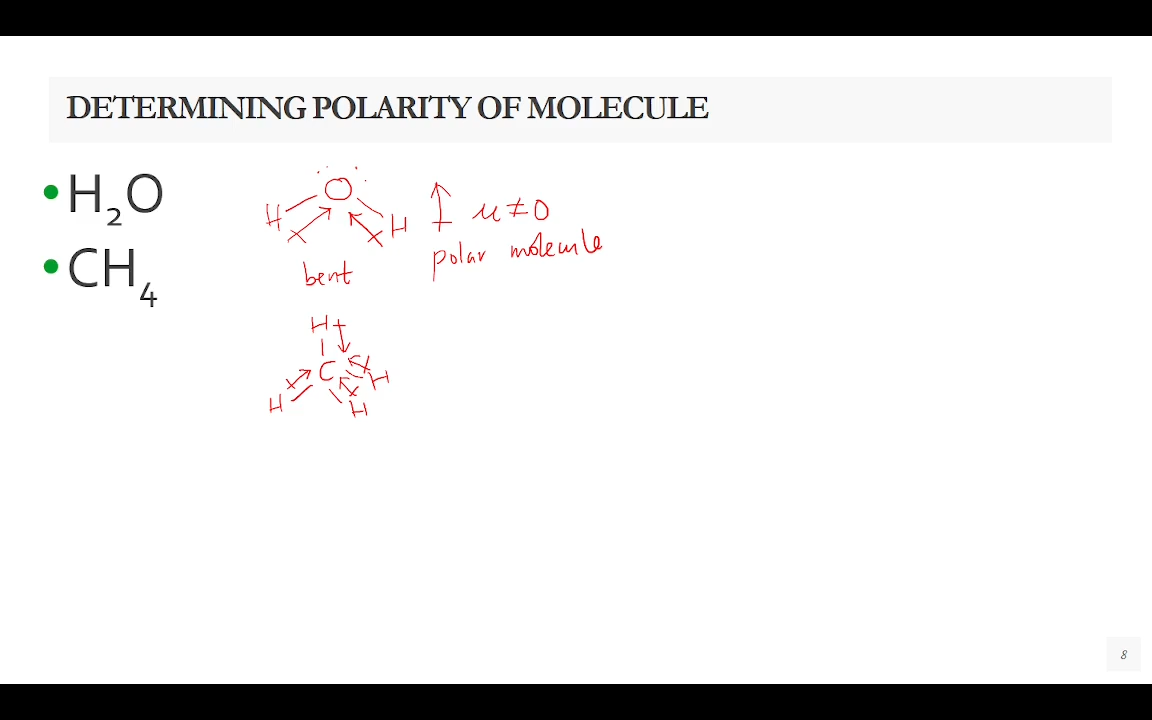 DETERMINING POLARITY OF MOLECULE
• H₂O
• CH₄
O
H
H
μ ≠ 0
polar molecule
bent
H
C
H
H
H
8